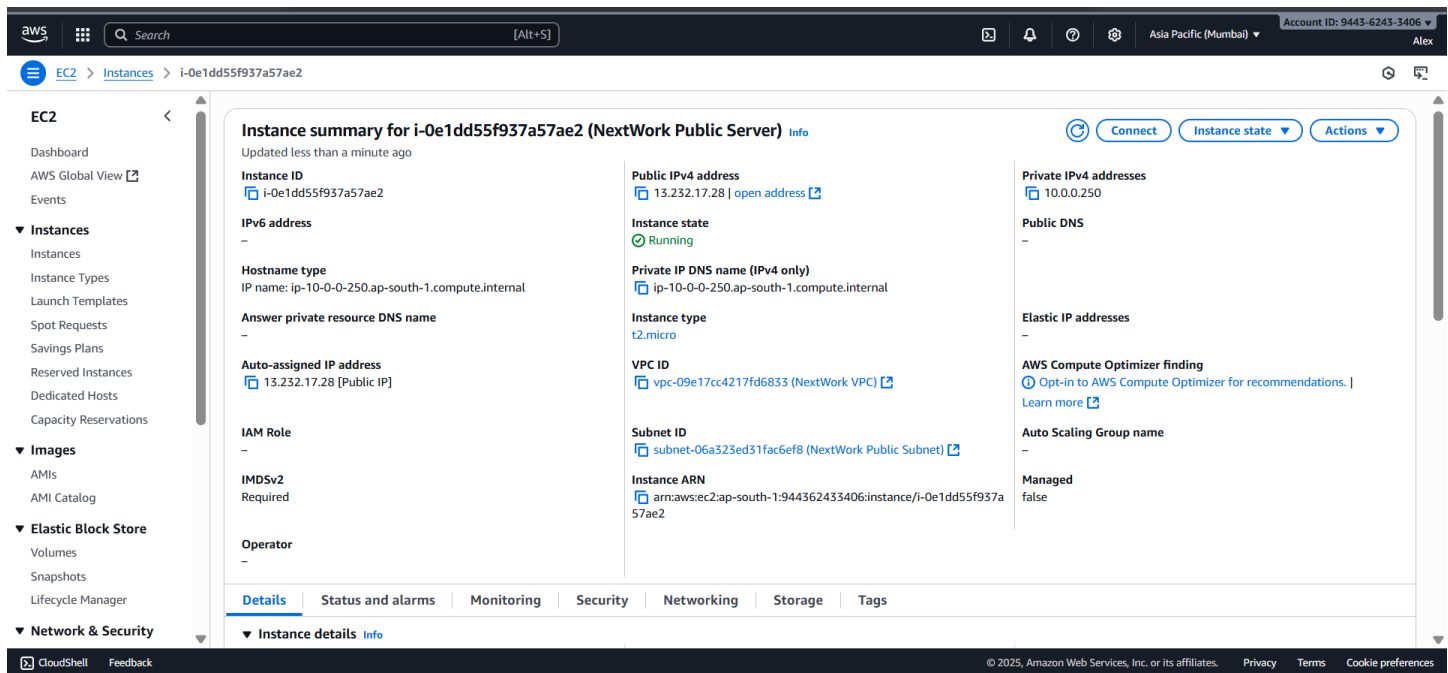 aws
Search [Alt+S]
Asia Pacific (Mumbai)
Account ID: 9443-6243-3406
Alex
EC2 > Instances > i-0e1dd55f937a57ae2
EC2
Dashboard
AWS Global View
Events
Instances
Instances
Instance Types
Launch Templates
Spot Requests
Savings Plans
Reserved Instances
Dedicated Hosts
Capacity Reservations
Images
AMIs
AMI Catalog
Elastic Block Store
Volumes
Snapshots
Lifecycle Manager
Network & Security
Instance summary for i-0e1dd55f937a57ae2 (NextWork Public Server) Info
Connect
Instance state
Actions
Updated less than a minute ago
Instance ID
i-0e1dd55f937a57ae2
Public IPv4 address
13.232.17.28 | open address
Private IPv4 addresses
10.0.0.250
IPv6 address
–
Instance state
Running
Public DNS
–
Hostname type
IP name: ip-10-0-0-250.ap-south-1.compute.internal
Private IP DNS name (IPv4 only)
ip-10-0-0-250.ap-south-1.compute.internal
Answer private resource DNS name
–
Instance type
t2.micro
Elastic IP addresses
–
Auto-assigned IP address
13.232.17.28 [Public IP]
VPC ID
vpc-09e17cc4217fd6833 (NextWork VPC)
AWS Compute Optimizer finding
Opt-in to AWS Compute Optimizer for recommendations. |
Learn more
IAM Role
–
Subnet ID
subnet-06a323ed31fac6ef8 (NextWork Public Subnet)
Auto Scaling Group name
–
IMDSv2
Required
Instance ARN
arn:aws:ec2:ap-south-1:944362433406:instance/i-0e1dd55f937a
57ae2
Managed
false
Operator
–
Details
Status and alarms
Monitoring
Security
Networking
Storage
Tags
Instance details Info
CloudShell Feedback
© 2025, Amazon Web Services, Inc. or its affiliates. Privacy Terms Cookie preferences